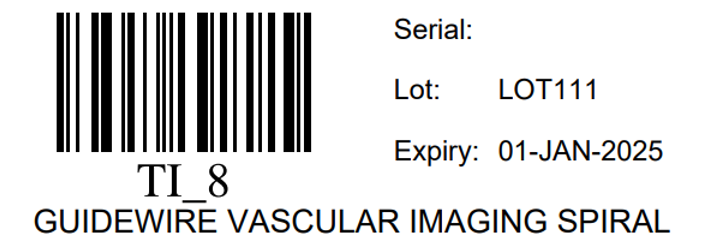 Serial:
Lot: LOT111
Expiry: 01-JAN-2025
TI_8
GUIDEWIRE VASCULAR IMAGING SPIRAL